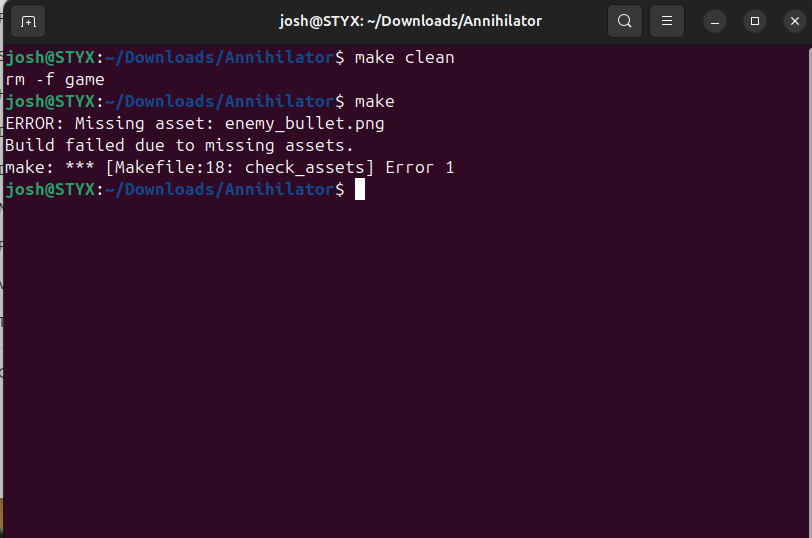 josh@STYX: ~/Downloads/Annihilator
josh@STYX:~/Downloads/Annihilator$ make clean
rm -f game
josh@STYX:~/Downloads/Annihilator$ make
ERROR: Missing asset: enemy_bullet.png
Build failed due to missing assets.
make: *** [Makefile:18: check_assets] Error 1
josh@STYX:~/Downloads/Annihilator$